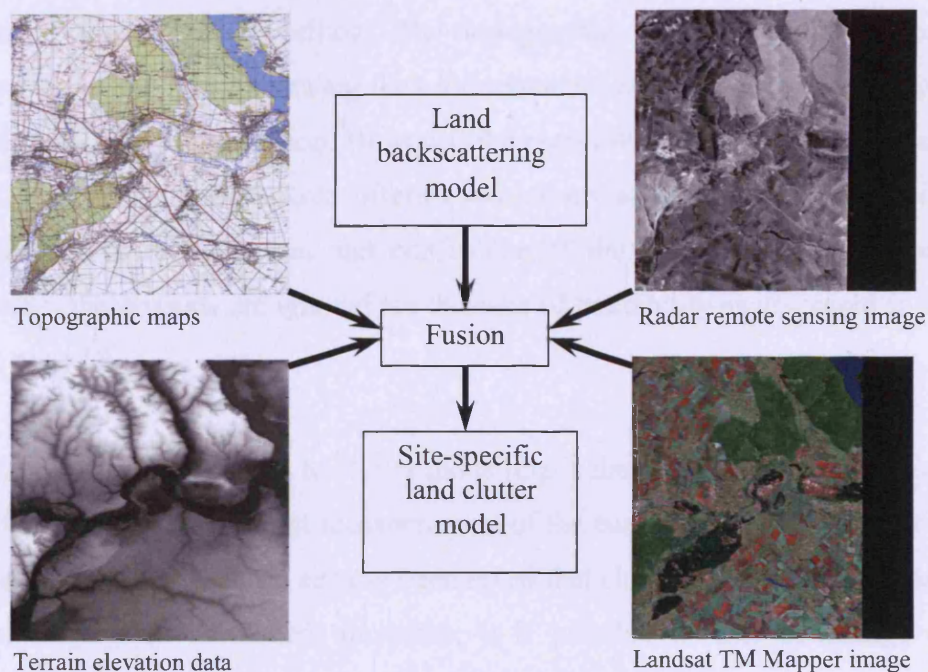 Land
backscattering
model
Topographic maps
Radar remote sensing image
Fusion
Site-specific
land clutter
model
Terrain elevation data
Landsat TM Mapper image